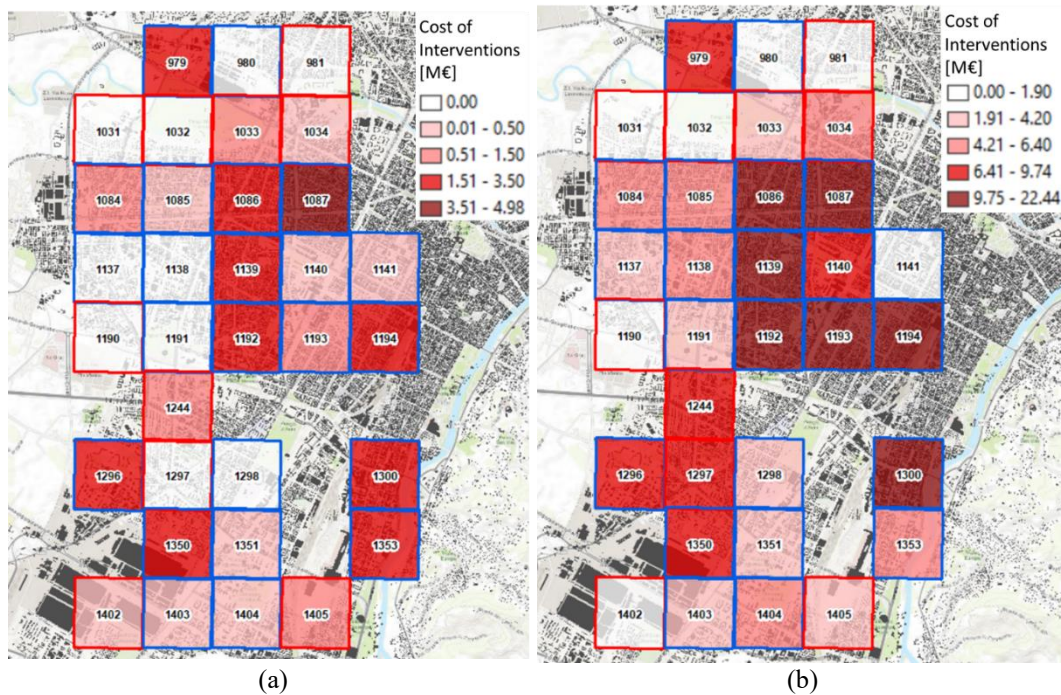 Cost of
Interventions
[M€]
0.00
0.01 - 0.50
0.51 - 1.50
1.51 - 3.50
3.51 - 4.98
979 980 981
1031 1032 1033 1034
1084 1085 1086 1087
1137 1138 1139 1140 1141
1190 1191 1192 1193 1194
1244
1296 1297 1298 1300
1350 1351 1353
1402 1403 1404 1405
(a)
Cost of
Interventions
[M€]
0.00 - 1.90
1.91 - 4.20
4.21 - 6.40
6.41 - 9.74
9.75 - 22.44
979 980 981
1031 1032 1033 1034
1084 1085 1086 1087
1137 1138 1139 1140 1141
1190 1191 1192 1193 1194
1244
1296 1297 1298 1300
1350 1351 1353
1402 1403 1404 1405
(b)